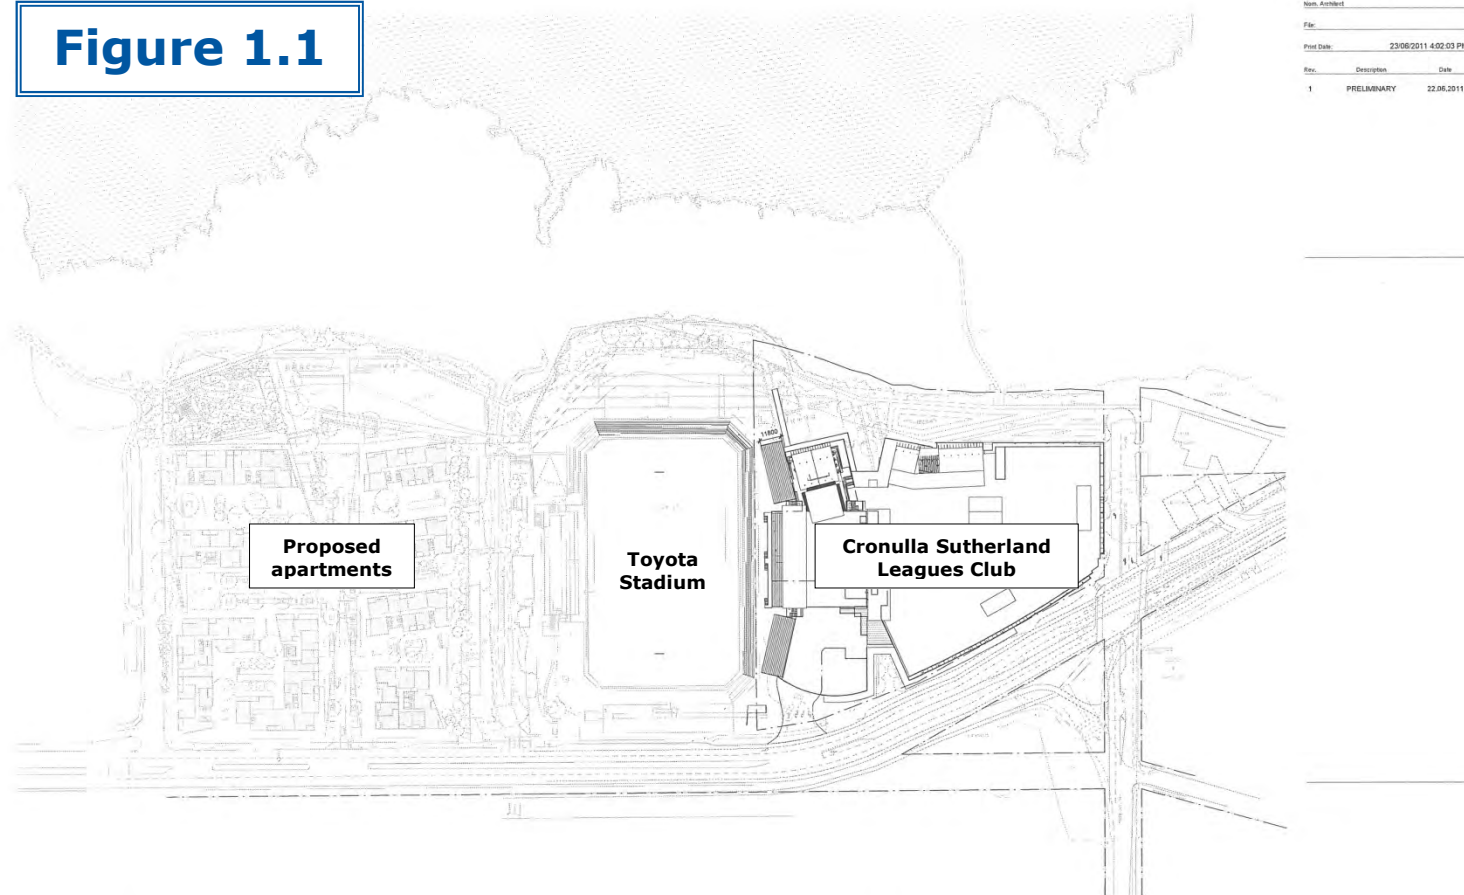 Figure 1.1
Nom. Architect
File:
Print Date: 23/06/2011 4:02:03 PM
Rev. Description Date
1 PRELIMINARY 22.06.2011
11800
Proposed
apartments
Toyota
Stadium
Cronulla Sutherland
Leagues Club